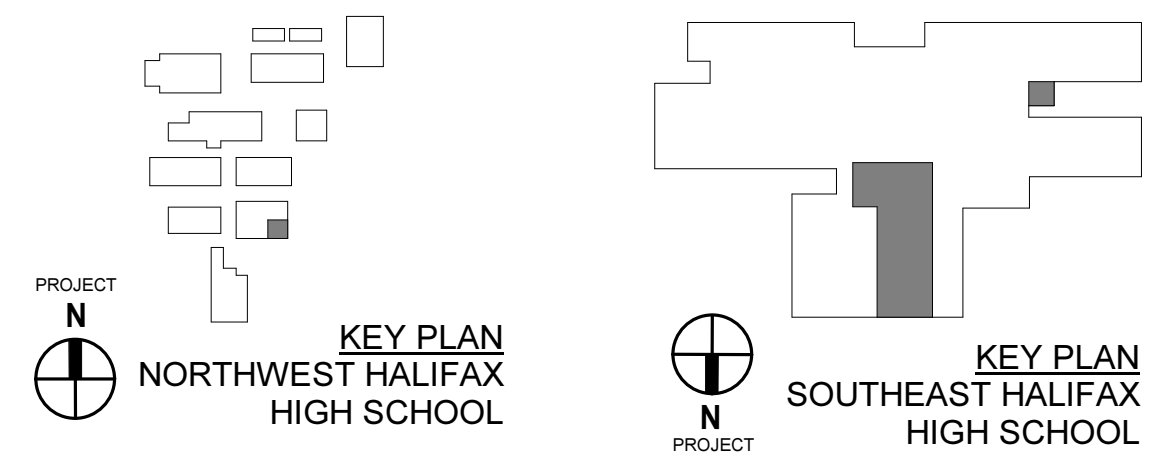 PROJECT
N
KEY PLAN
NORTHWEST HALIFAX
HIGH SCHOOL
KEY PLAN
SOUTHEAST HALIFAX
HIGH SCHOOL
N
PROJECT